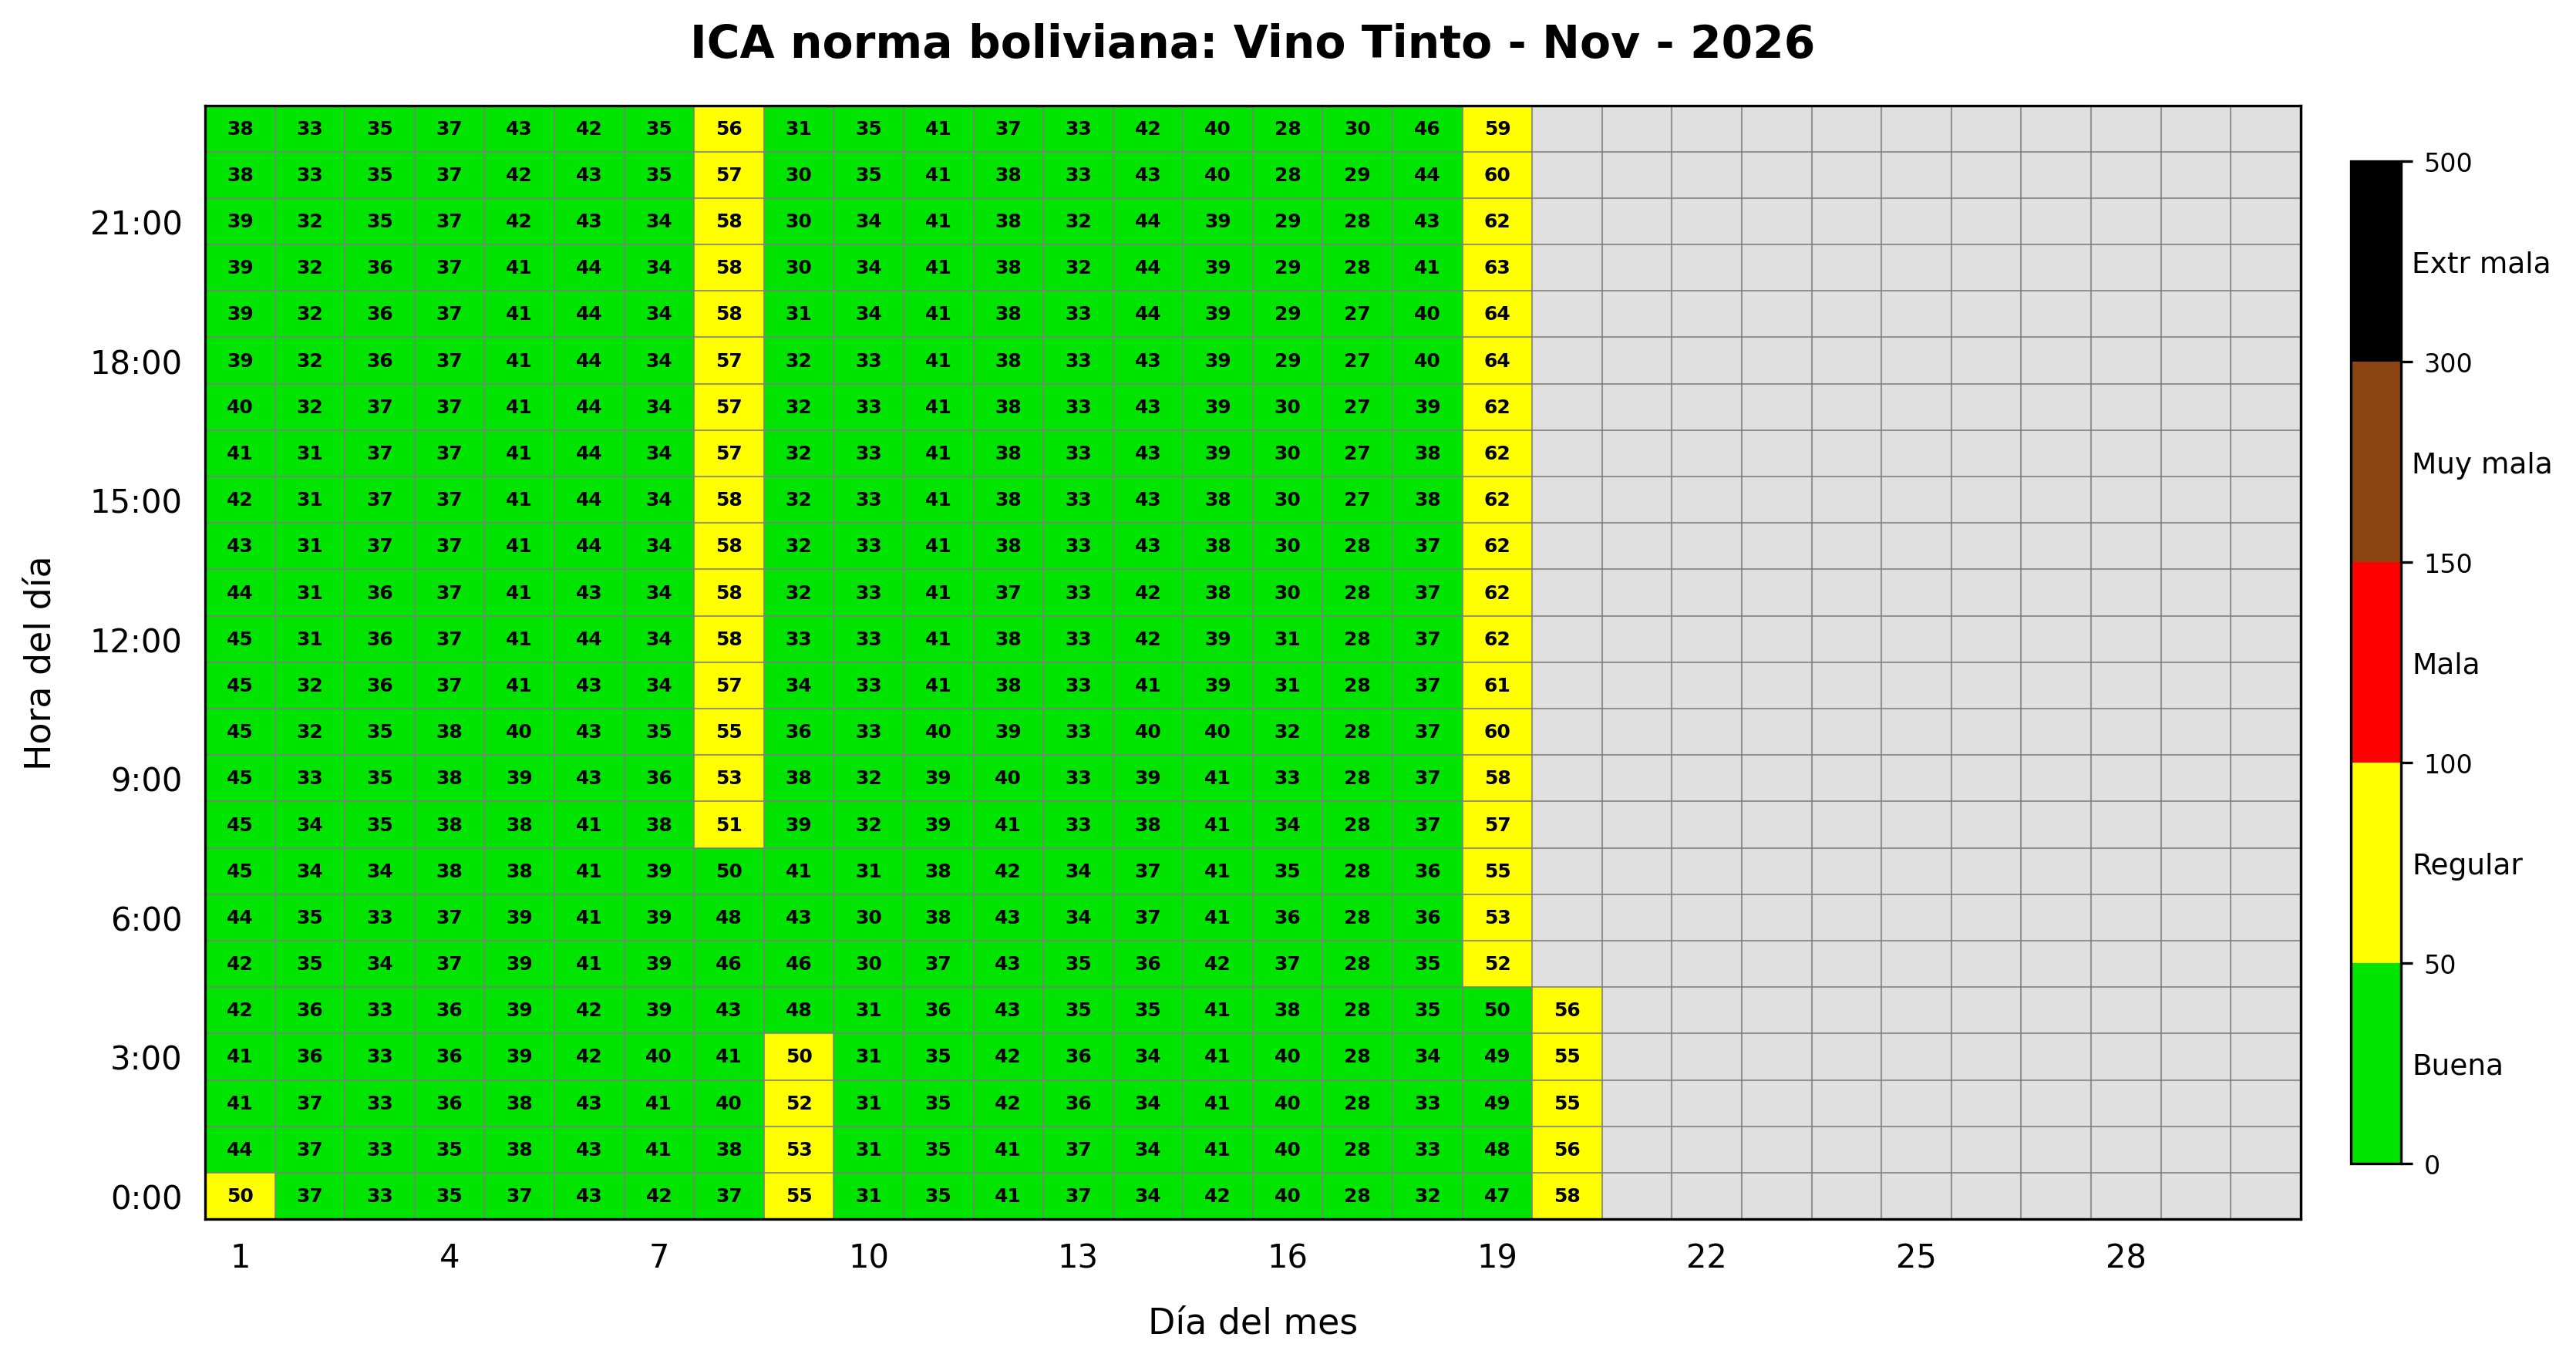 ICA norma boliviana: Vino Tinto - Nov - 2026
38 33 35 37 43 42 35 56 31 35 41 37 33 42 40 28 30 46 59
38 33 35 37 42 43 35 57 30 35 41 38 33 43 40 28 29 44 60
21:00 39 32 35 37 42 43 34 58 30 34 41 38 32 44 39 29 28 43 62
39 32 36 37 41 44 34 58 30 34 41 38 32 44 39 29 28 41 63
39 32 36 37 41 44 34 58 31 34 41 38 33 44 39 29 27 40 64
18:00 39 32 36 37 41 44 34 57 32 33 41 38 33 43 39 29 27 40 64
40 32 37 37 41 44 34 57 32 33 41 38 33 43 39 30 27 39 62
41 31 37 37 41 44 34 57 32 33 41 38 33 43 39 30 27 38 62
15:00 42 31 37 37 41 44 34 58 32 33 41 38 33 43 38 30 27 38 62
43 31 37 37 41 44 34 58 32 33 41 38 33 43 38 30 28 37 62
44 31 36 37 41 43 34 58 32 33 41 37 33 42 38 30 28 37 62
12:00 45 31 36 37 41 44 34 58 33 33 41 38 33 42 39 31 28 37 62
45 32 36 37 41 43 34 57 34 33 41 38 33 41 39 31 28 37 61
45 32 35 38 40 43 35 55 36 33 40 39 33 40 40 32 28 37 60
9:00 45 33 35 38 39 43 36 53 38 32 39 40 33 39 41 33 28 37 58
45 34 35 38 38 41 38 51 39 32 39 41 33 38 41 34 28 37 57
45 34 34 38 38 41 39 50 41 31 38 42 34 37 41 35 28 36 55
6:00 44 35 33 37 39 41 39 48 43 30 38 43 34 37 41 36 28 36 53
42 35 34 37 39 41 39 46 46 30 37 43 35 36 42 37 28 35 52
42 36 33 36 39 42 39 43 48 31 36 43 35 35 41 38 28 35 50 56
3:00 41 36 33 36 39 42 40 41 50 31 35 42 36 34 41 40 28 34 49 55
41 37 33 36 38 43 41 40 52 31 35 42 36 34 41 40 28 33 49 55
44 37 33 35 38 43 41 38 53 31 35 41 37 34 41 40 28 33 48 56
0:00 50 37 33 35 37 43 42 37 55 31 35 41 37 34 42 40 28 32 47 58
1 4 7 10 13 16 19 22 25 28
Día del mes
Hora del día
500
Extr mala
300
Muy mala
150
Mala
100
Regular
50
Buena
0